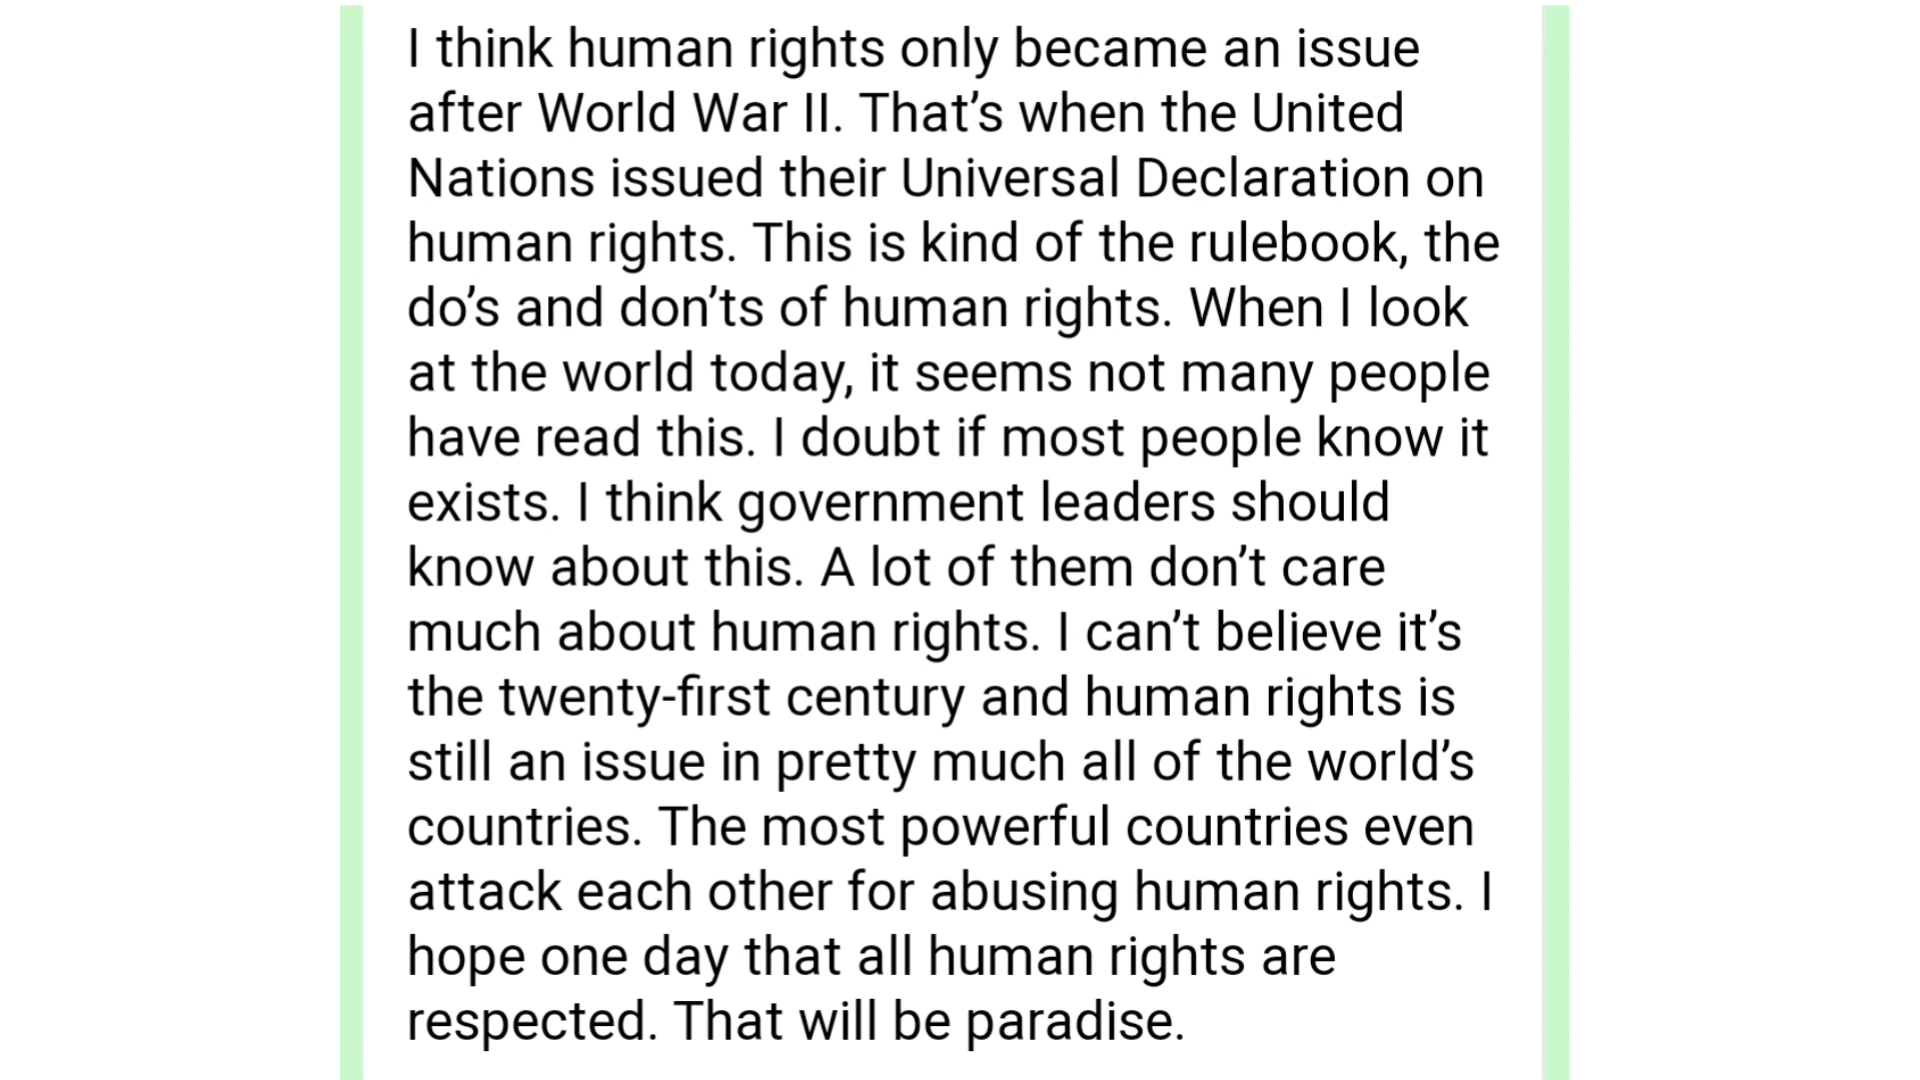 I think human rights only became an issue
after World War II. That’s when the United
Nations issued their Universal Declaration on
human rights. This is kind of the rulebook, the
do’s and don’ts of human rights. When I look
at the world today, it seems not many people
have read this. I doubt if most people know it
exists. I think government leaders should
know about this. A lot of them don’t care
much about human rights. I can’t believe it’s
the twenty-first century and human rights is
still an issue in pretty much all of the world’s
countries. The most powerful countries even
attack each other for abusing human rights. I
hope one day that all human rights are
respected. That will be paradise.